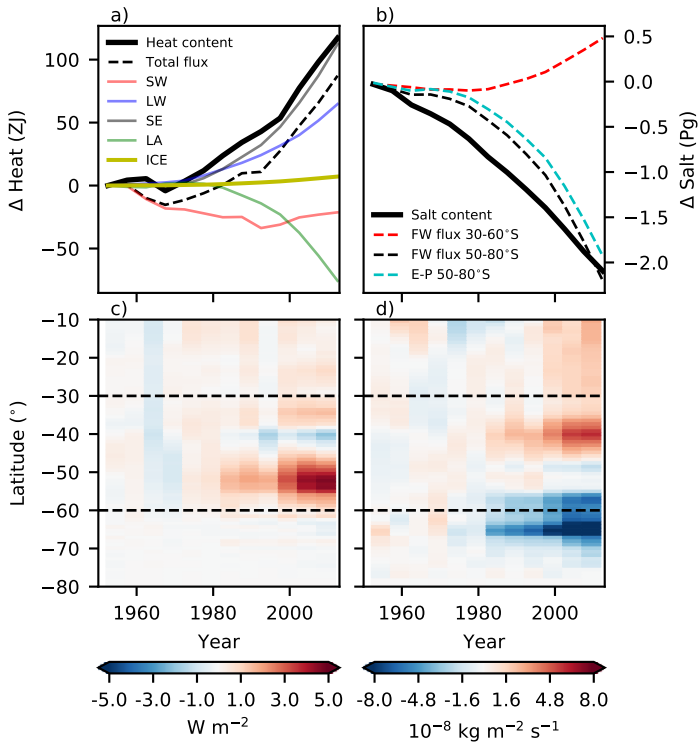 a)
b)
Δ Heat (ZJ)
100
50
0
−50
Heat content
Total flux
SW
LW
SE
LA
ICE
Δ Salt (Pg)
0.5
0.0
−0.5
−1.0
−1.5
−2.0
Salt content
FW flux 30-60°S
FW flux 50-80°S
E-P 50-80°S
c)
d)
Latitude (°)
−10
−20
−30
−40
−50
−60
−70
−80
1960 1980 2000
Year
1960 1980 2000
Year
-5.0 -3.0 -1.0 1.0 3.0 5.0
W m⁻²
-8.0 -4.8 -1.6 1.6 4.8 8.0
10⁻⁸ kg m⁻² s⁻¹